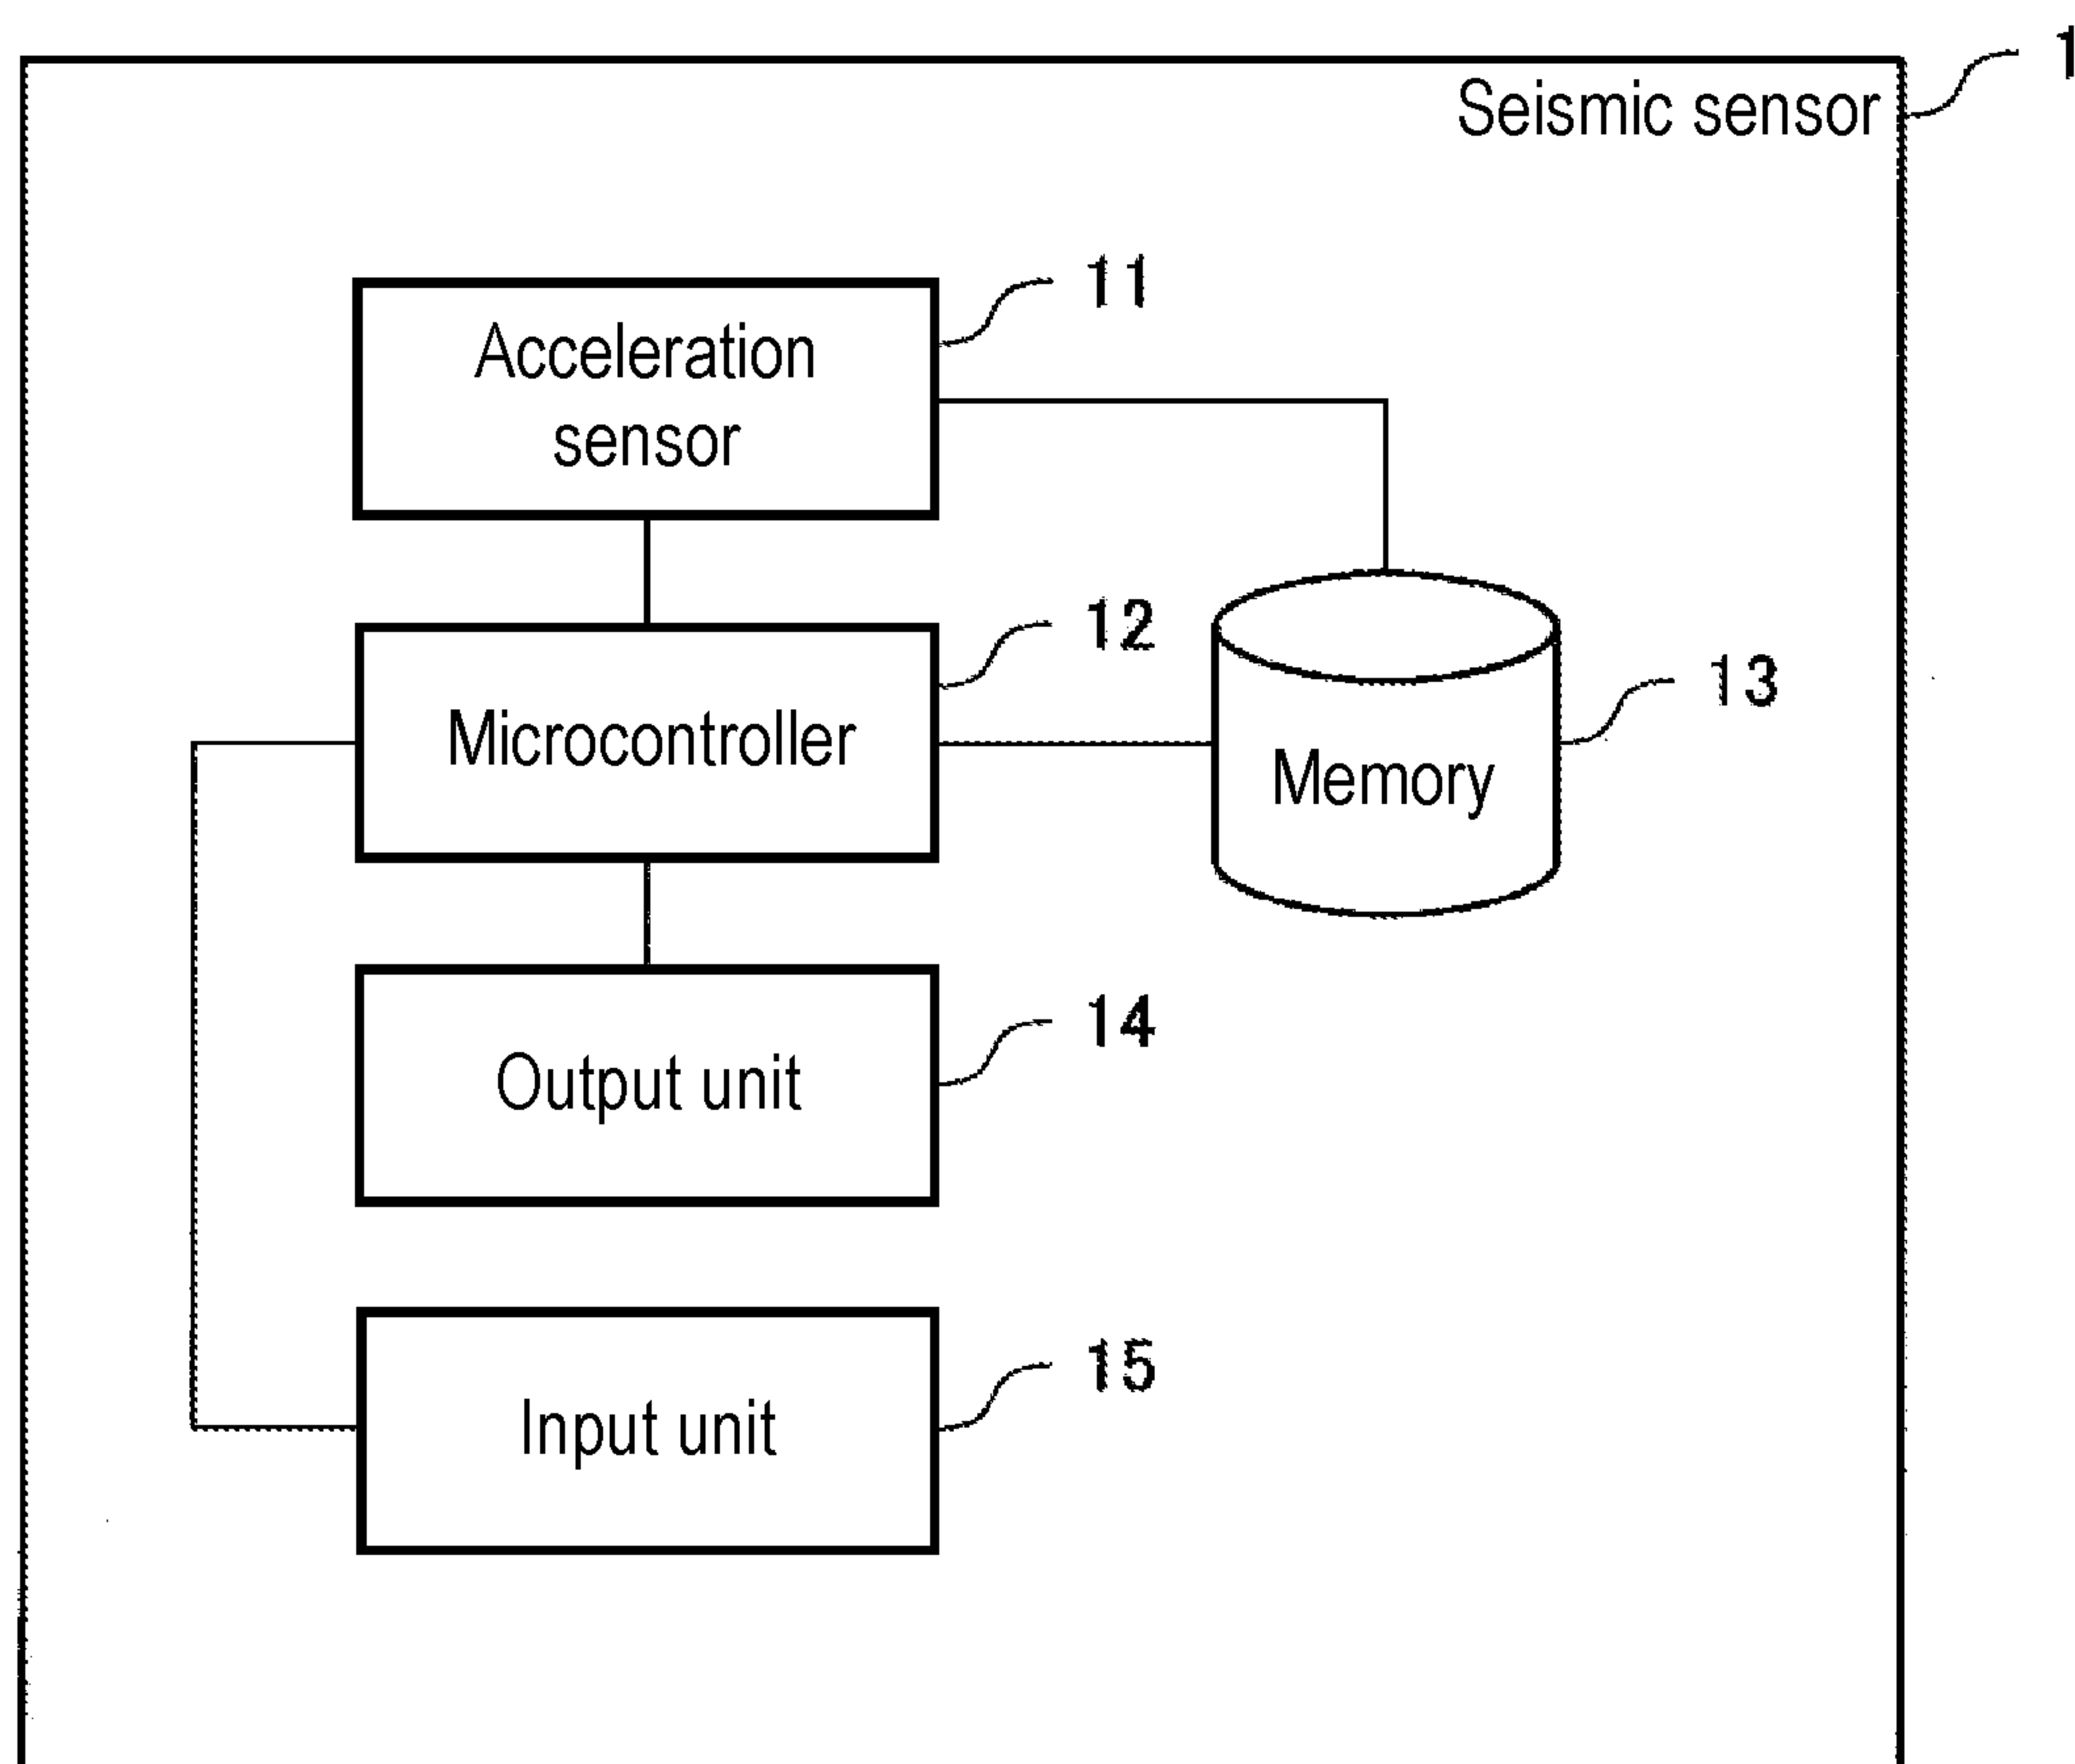 1
Seismic sensor
11
Acceleration
sensor
12
Microcontroller
13
Memory
14
Output unit
15
Input unit